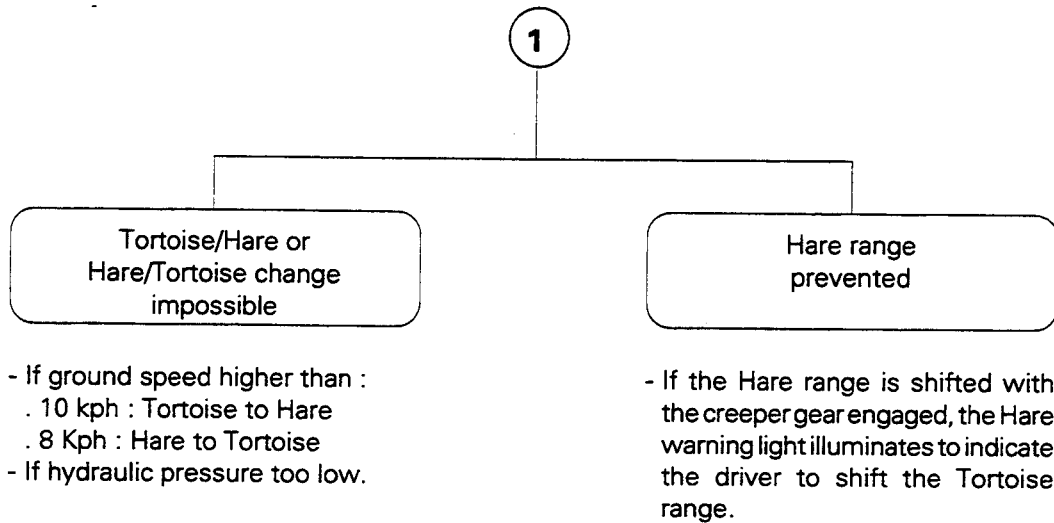 1
Tortoise/Hare or
Hare/Tortoise change
impossible
- If ground speed higher than :
. 10 kph : Tortoise to Hare
. 8 Kph : Hare to Tortoise
- If hydraulic pressure too low.
Hare range
prevented
- If the Hare range is shifted with
the creeper gear engaged, the Hare
warning light illuminates to indicate
the driver to shift the Tortoise
range.